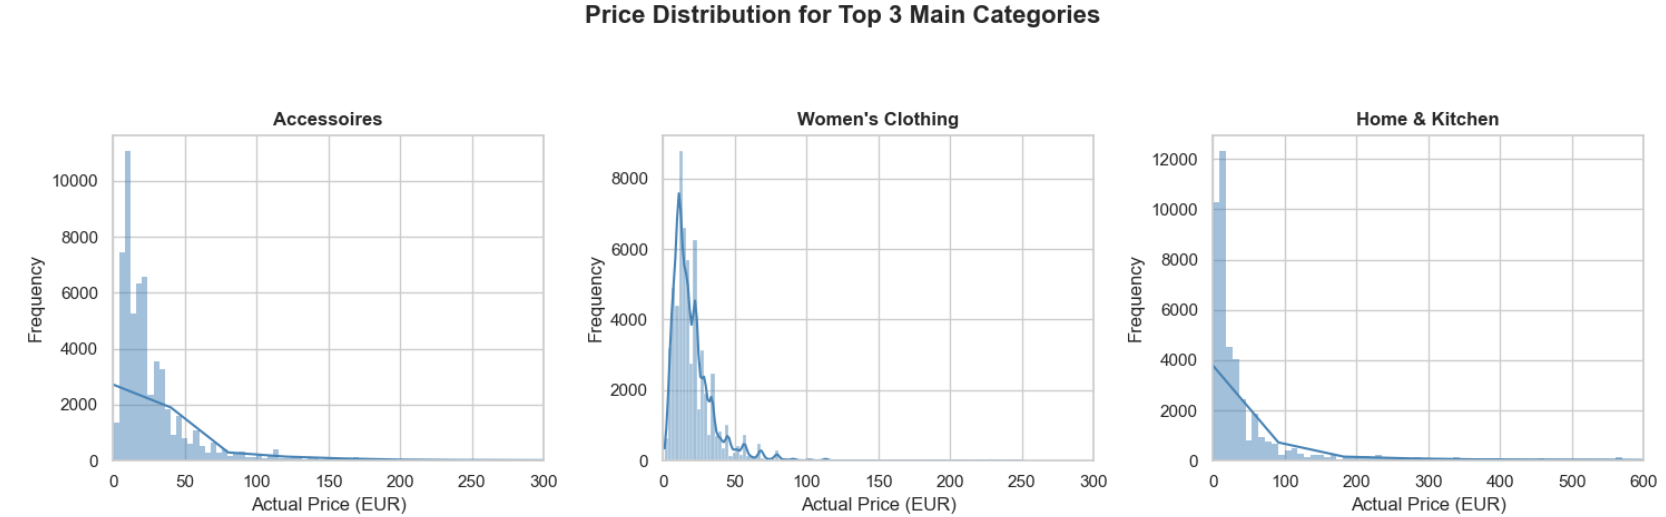 Price Distribution for Top 3 Main Categories
Accessoires
10000
8000
6000
4000
2000
0
Frequency
0 50 100 150 200 250 300
Actual Price (EUR)
Women's Clothing
8000
6000
4000
2000
0
Frequency
0 50 100 150 200 250 300
Actual Price (EUR)
Home & Kitchen
12000
10000
8000
6000
4000
2000
0
Frequency
0 100 200 300 400 500 600
Actual Price (EUR)